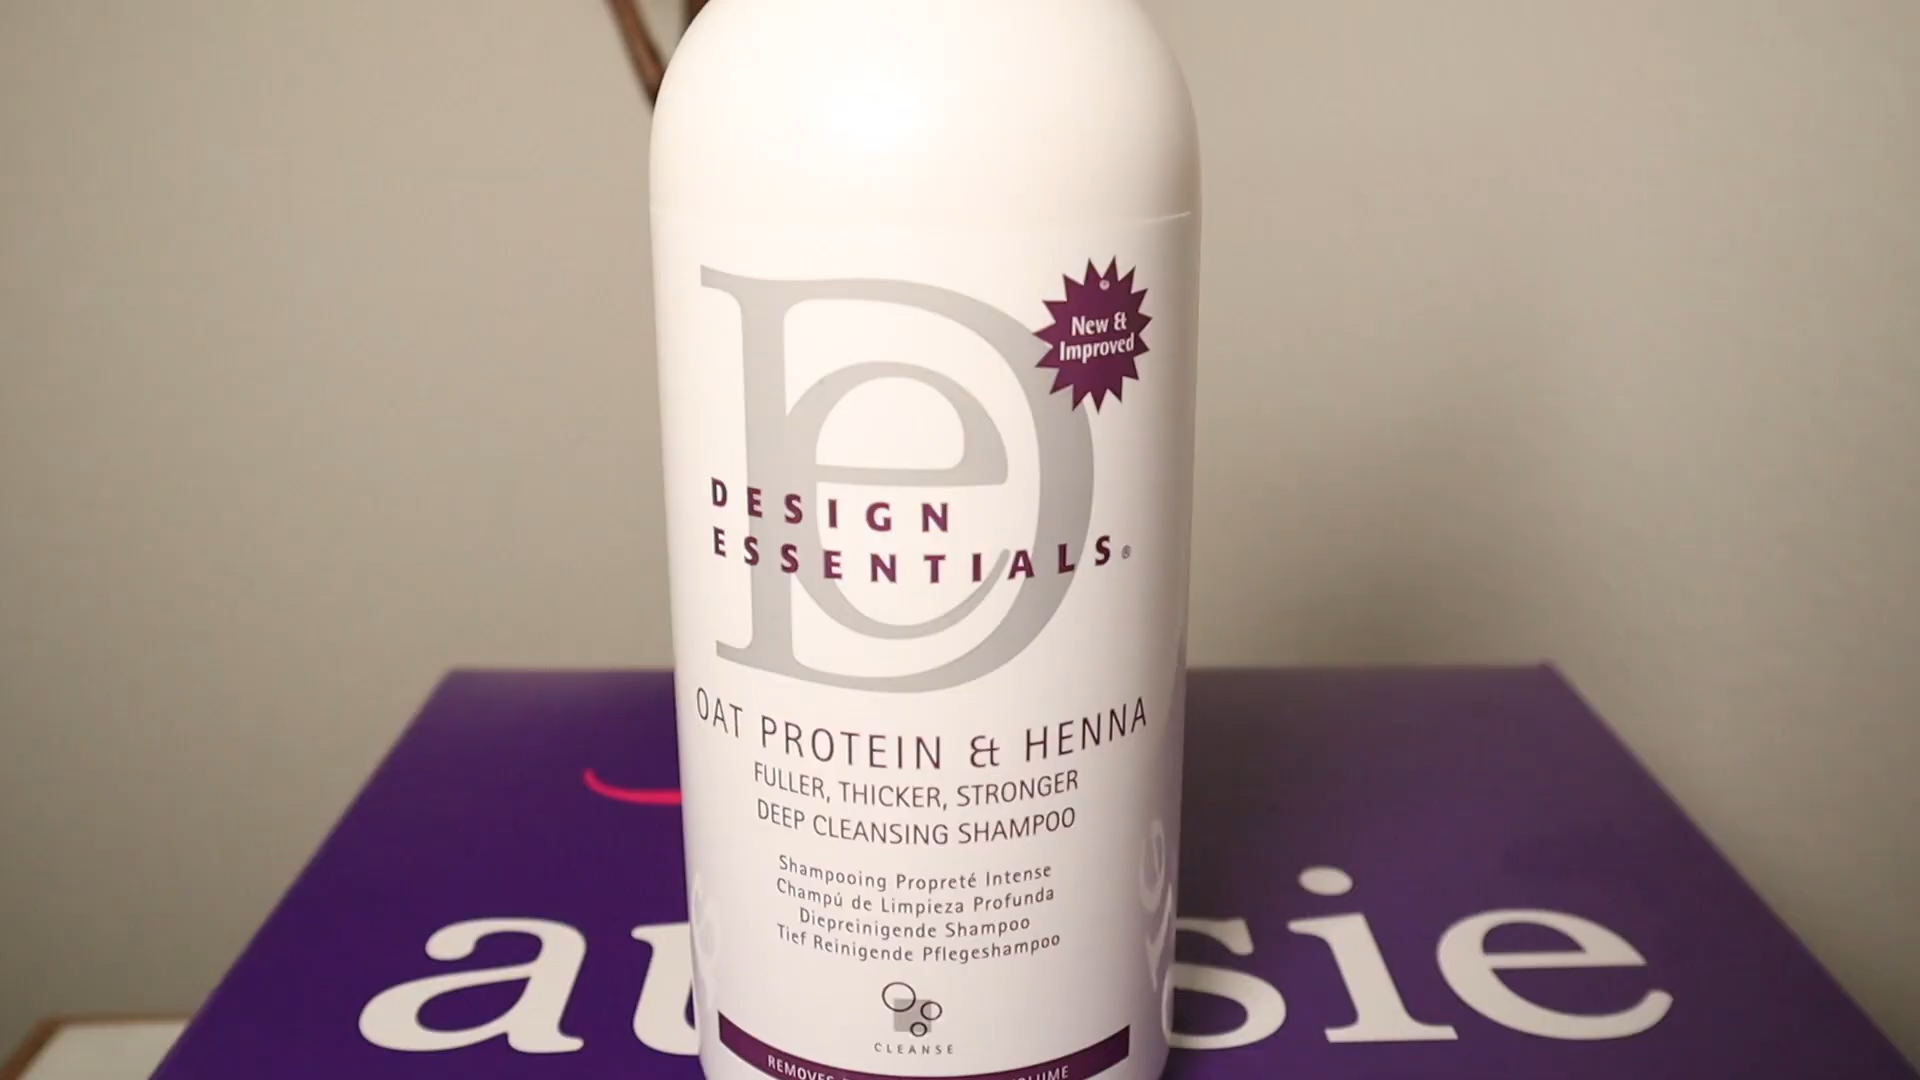 New &
Improved
DESIGN
ESSENTIALS®
OAT PROTEIN & HENNA
FULLER, THICKER, STRONGER
DEEP CLEANSING SHAMPOO
Shampooing Propreté Intense
Champú de Limpieza Profunda
Diepreinigende Shampoo
Tief Reinigende Pflegeshampoo
CLEANSE
REMOVES